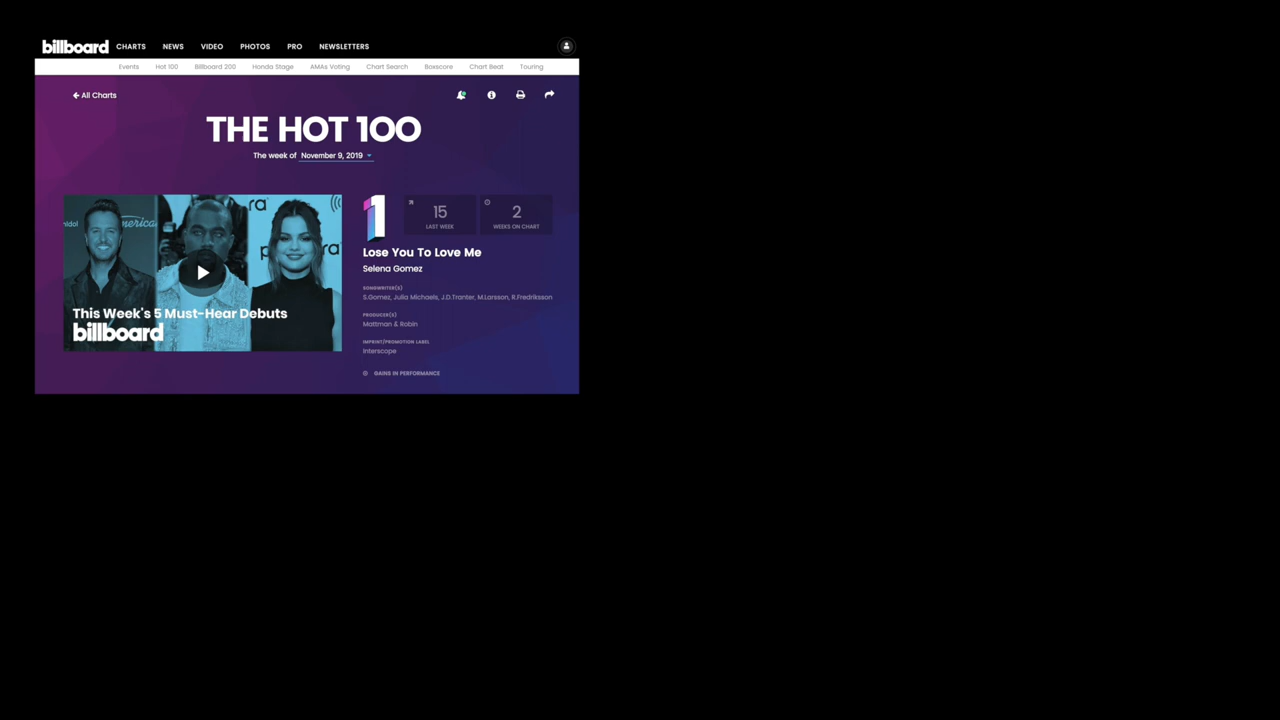 billboard CHARTS NEWS VIDEO PHOTOS PRO NEWSLETTERS
Events Hot 100 Billboard 200 Honda Stage AMAs Voting Chart Search Boxscore Chart Beat Touring
All Charts
THE HOT 100
The week of November 9, 2019
1
15
LAST WEEK
2
WEEKS ON CHART
Lose You To Love Me
Selena Gomez
SONGWRITER(S)
S.Gomez, Julia Michaels, J.D.Tranter, M.Larsson, R.Fredriksson
PRODUCER(S)
Mattman & Robin
IMPRINT/PROMOTION LABEL
Interscope
GAINS IN PERFORMANCE
This Week's 5 Must-Hear Debuts
billboard